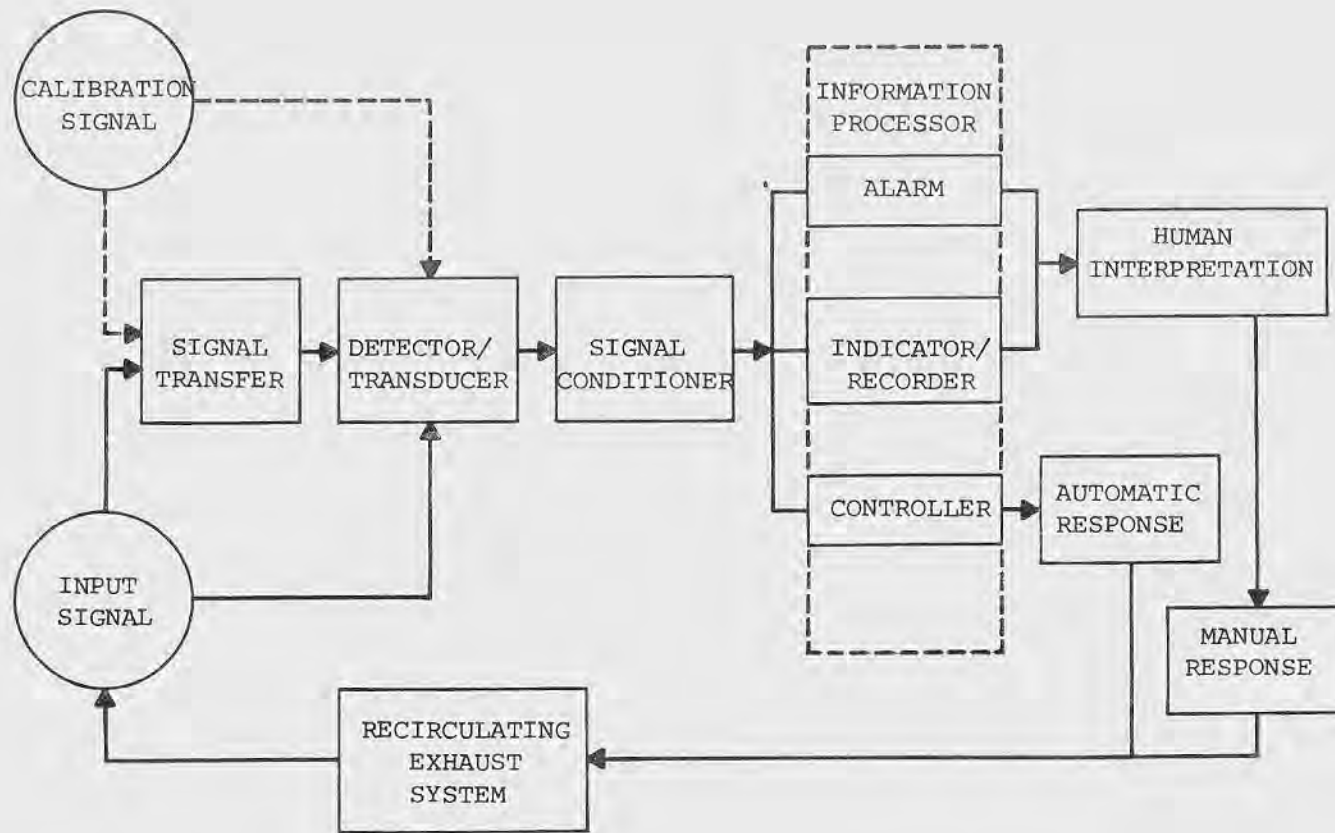 CALIBRATION
SIGNAL
INFORMATION
PROCESSOR
ALARM
HUMAN
INTERPRETATION
SIGNAL
TRANSFER
DETECTOR/
TRANSDUCER
SIGNAL
CONDITIONER
INDICATOR/
RECORDER
CONTROLLER
AUTOMATIC
RESPONSE
INPUT
SIGNAL
MANUAL
RESPONSE
RECIRCULATING
EXHAUST
SYSTEM